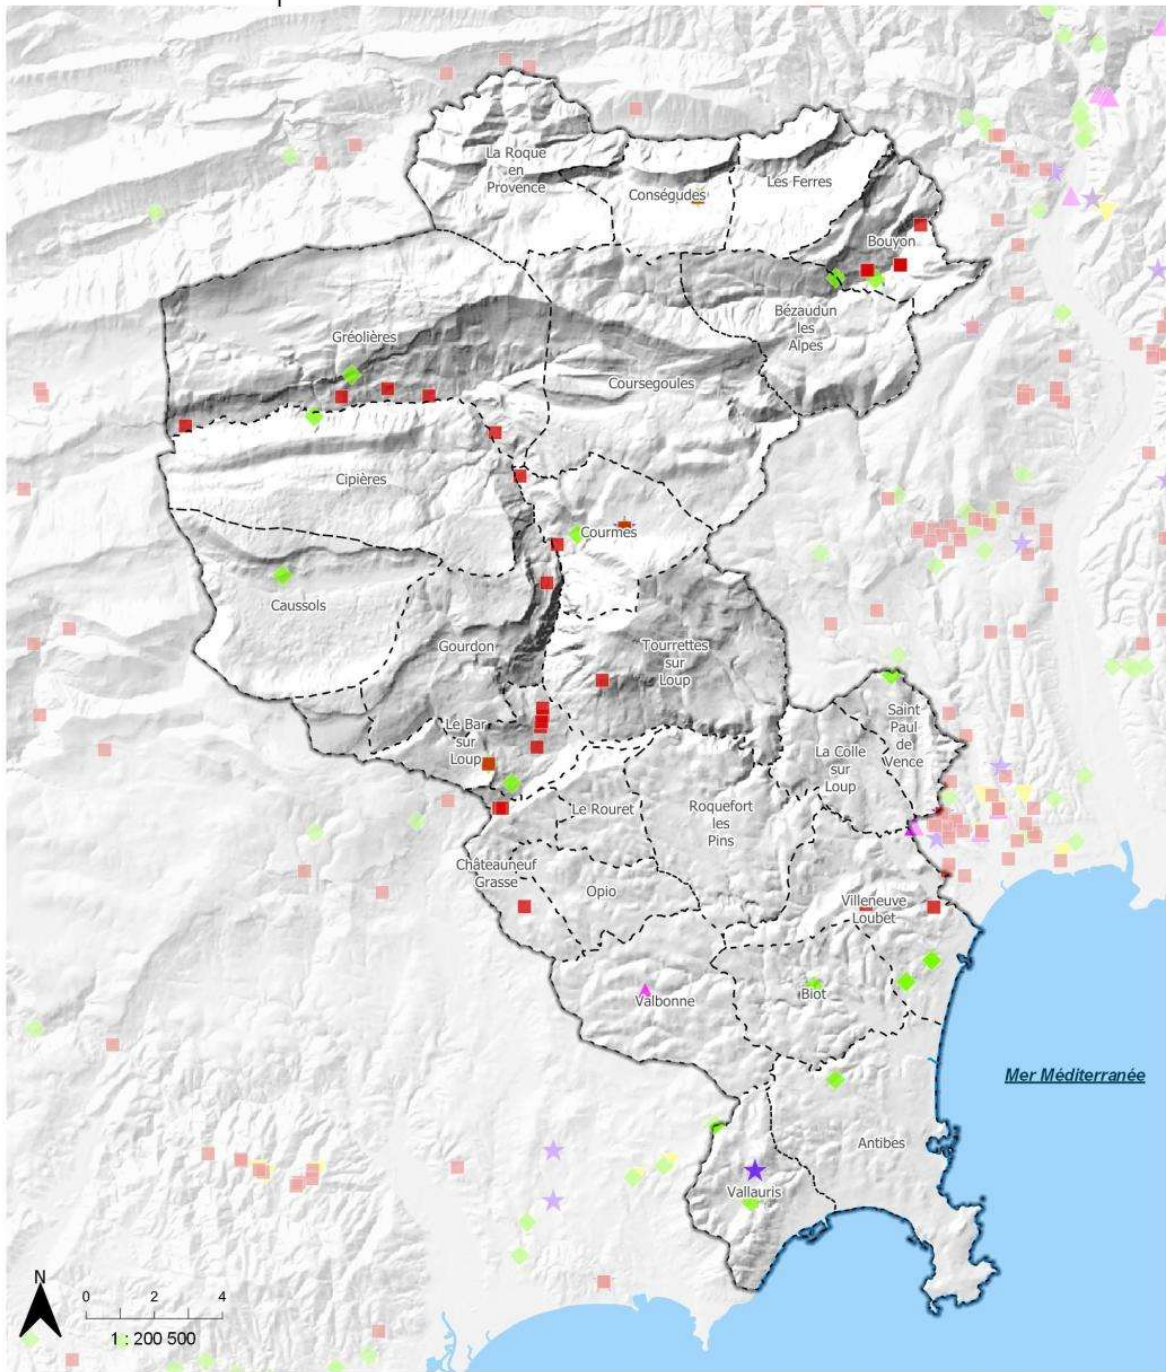 La Roque
en
Provence
Conségudes
Les Ferres
Bouyon
Bézaudun
les
Alpes
Gréolières
Coursegoules
Cipières
Courmes
Caussols
Gourdon
Tourrettes
sur
Loup
Saint
Paul
de
Vence
Le Bar
sur
Loup
La Colle
sur
Loup
Le Rouret
Roquefort
les
Pins
Châteauneuf
Grasse
Opio
Villeneuve
Loubet
Valbonne
Biot
Mer Méditerranée
Antibes
Vallauris
N
0 2 4
1 : 200 500